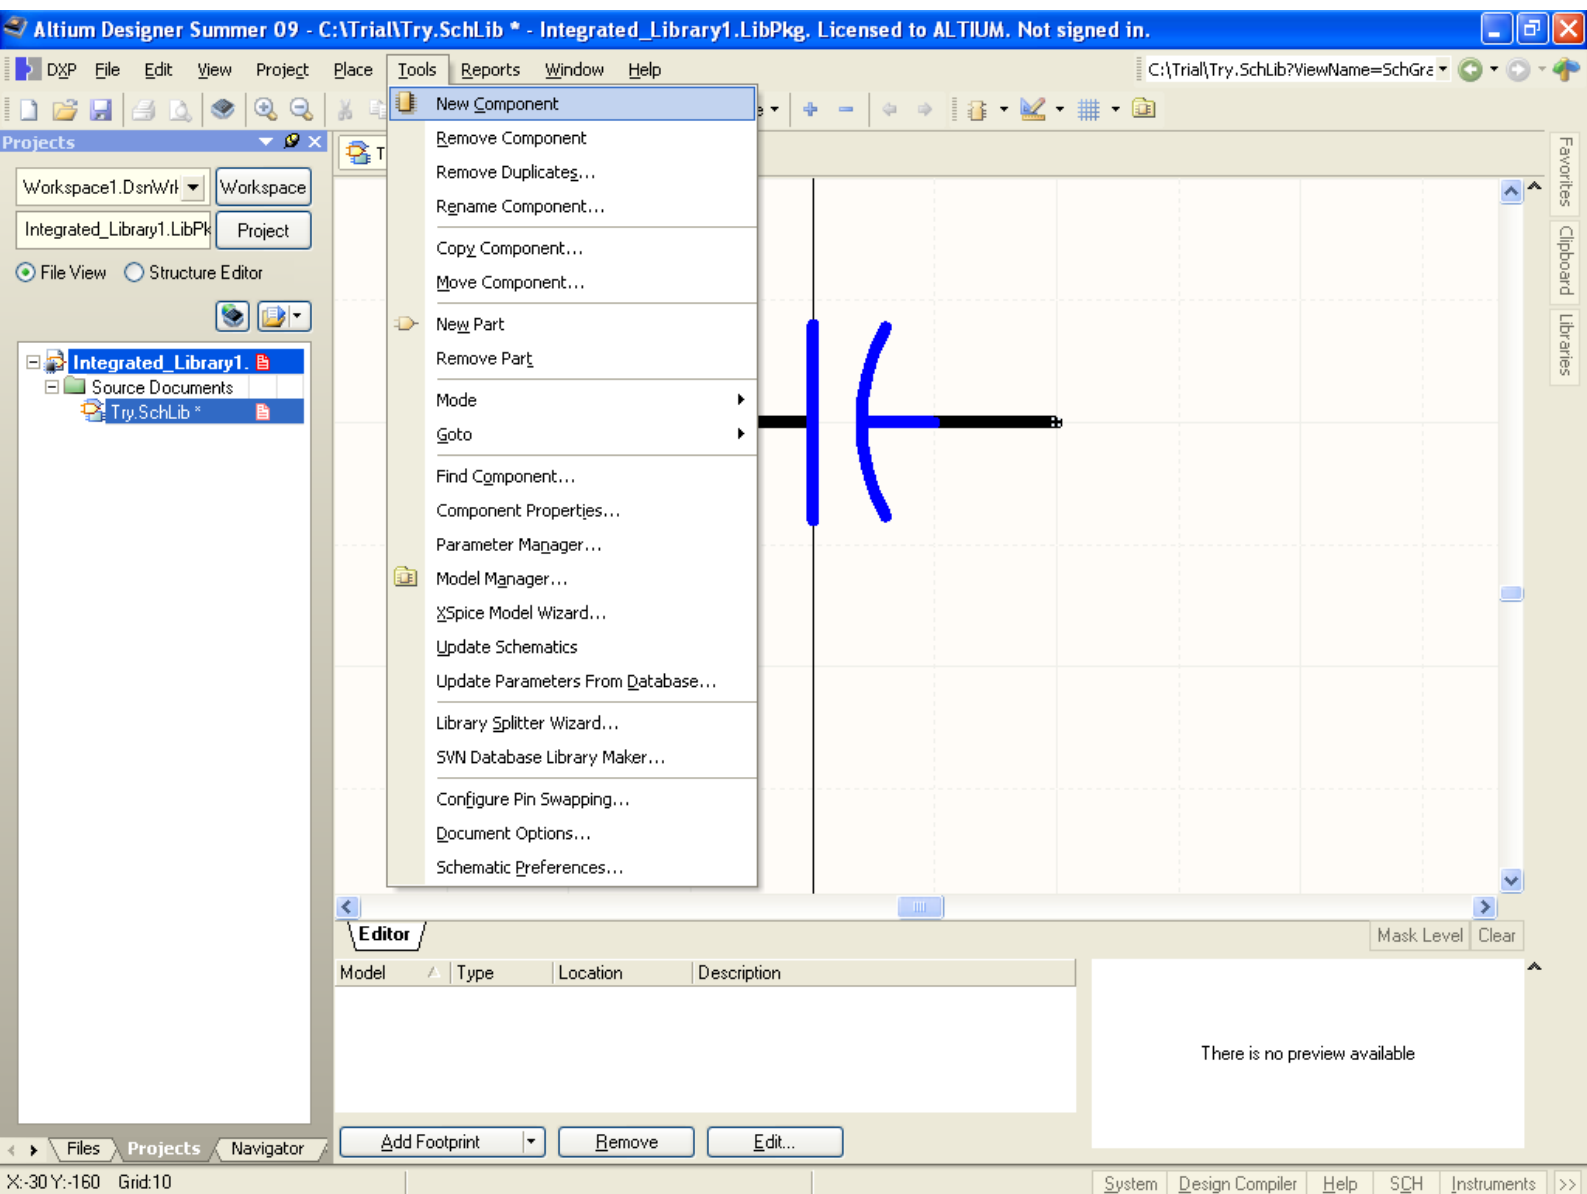 Altium Designer Summer 09 - C:\Trial\Try.SchLib * - Integrated_Library1.LibPkg. Licensed to ALTIUM. Not signed in.
DXP File Edit View Project Place Tools Reports Window Help
C:\Trial\Try.SchLib?ViewName=SchGra
Projects
Workspace1.DsnWrl
Workspace
Integrated_Library1.LibPk
Project
File View
Structure Editor
Integrated_Library1.
Source Documents
Try.SchLib *
New Component
Remove Component
Remove Duplicates...
Rename Component...
Copy Component...
Move Component...
New Part
Remove Part
Mode
Goto
Find Component...
Component Properties...
Parameter Manager...
Model Manager...
XSpice Model Wizard...
Update Schematics
Update Parameters From Database...
Library Splitter Wizard...
SVN Database Library Maker...
Configure Pin Swapping...
Document Options...
Schematic Preferences...
Favorites
Clipboard
Libraries
Editor
Mask Level Clear
Model Type Location Description
There is no preview available
Add Footprint Remove Edit...
Files Projects Navigator
X:-30 Y:-160 Grid:10
System Design Compiler Help SCH Instruments >>